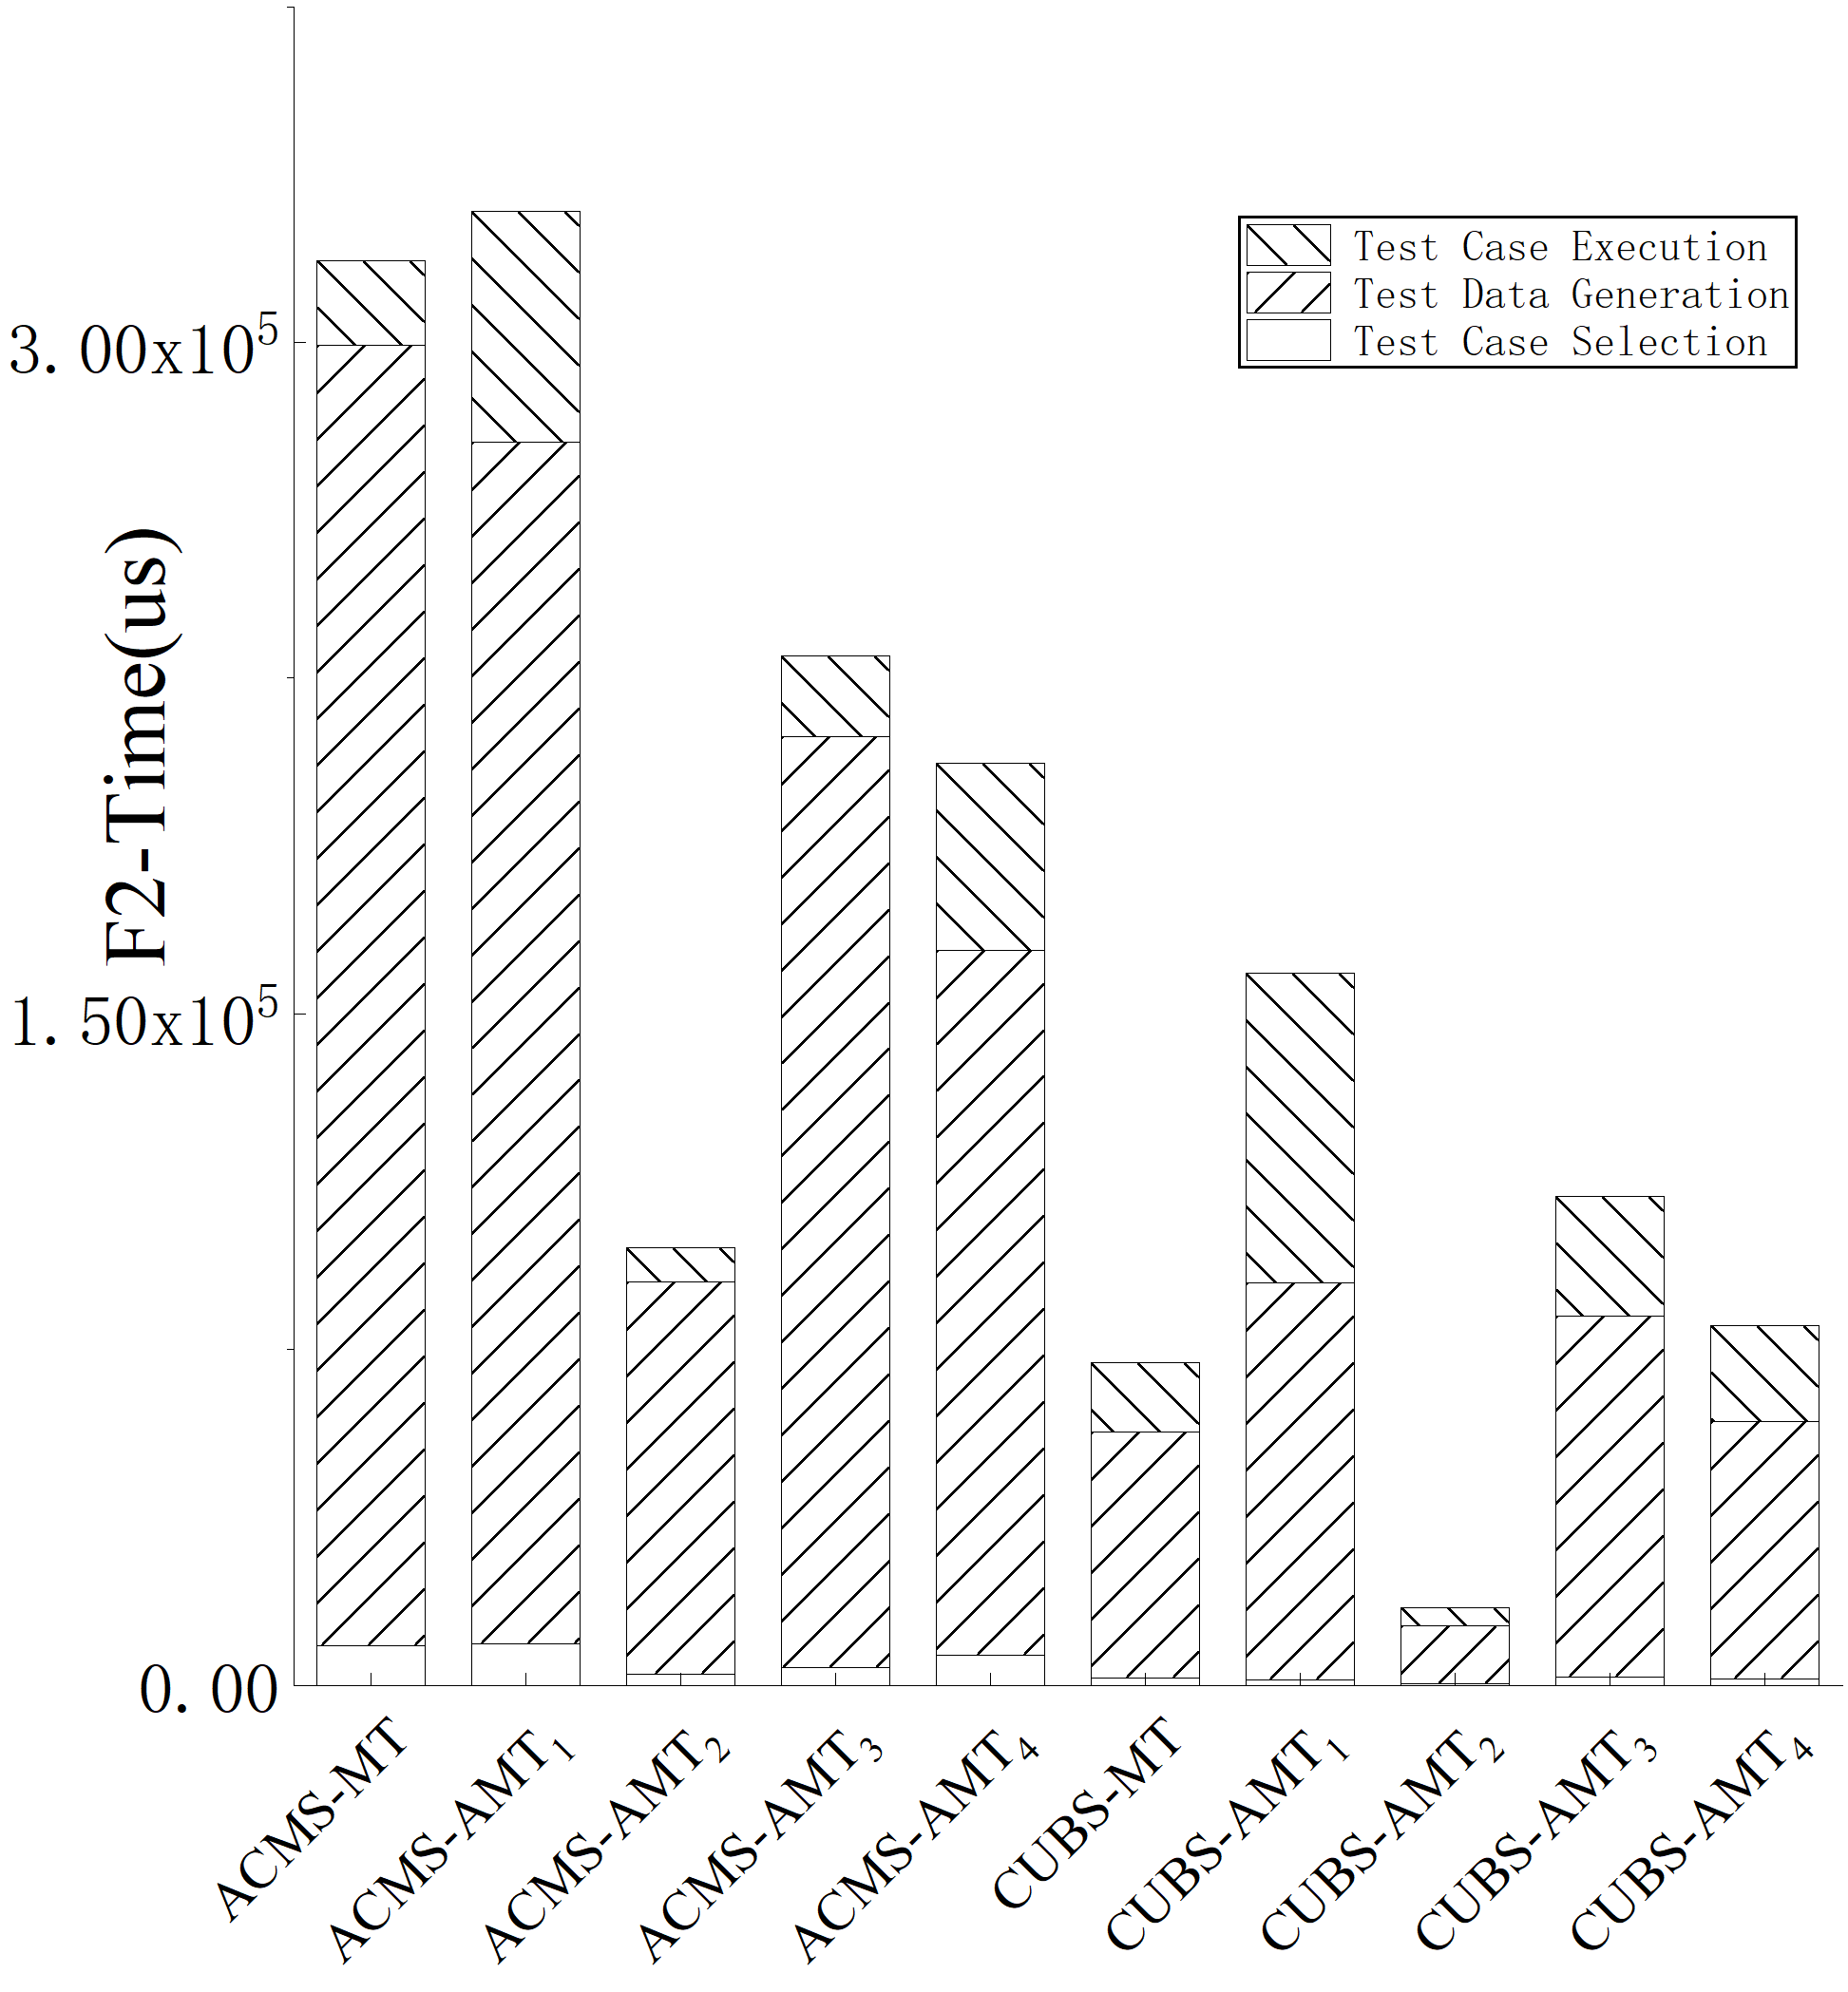 Test Case Execution
Test Data Generation
Test Case Selection
3.00x10⁵
1.50x10⁵
0.00
F2-Time(us)
ACMS-MT
ACMS-AMT₁
ACMS-AMT₂
ACMS-AMT₃
ACMS-AMT₄
CUBS-MT
CUBS-AMT₁
CUBS-AMT₂
CUBS-AMT₃
CUBS-AMT₄